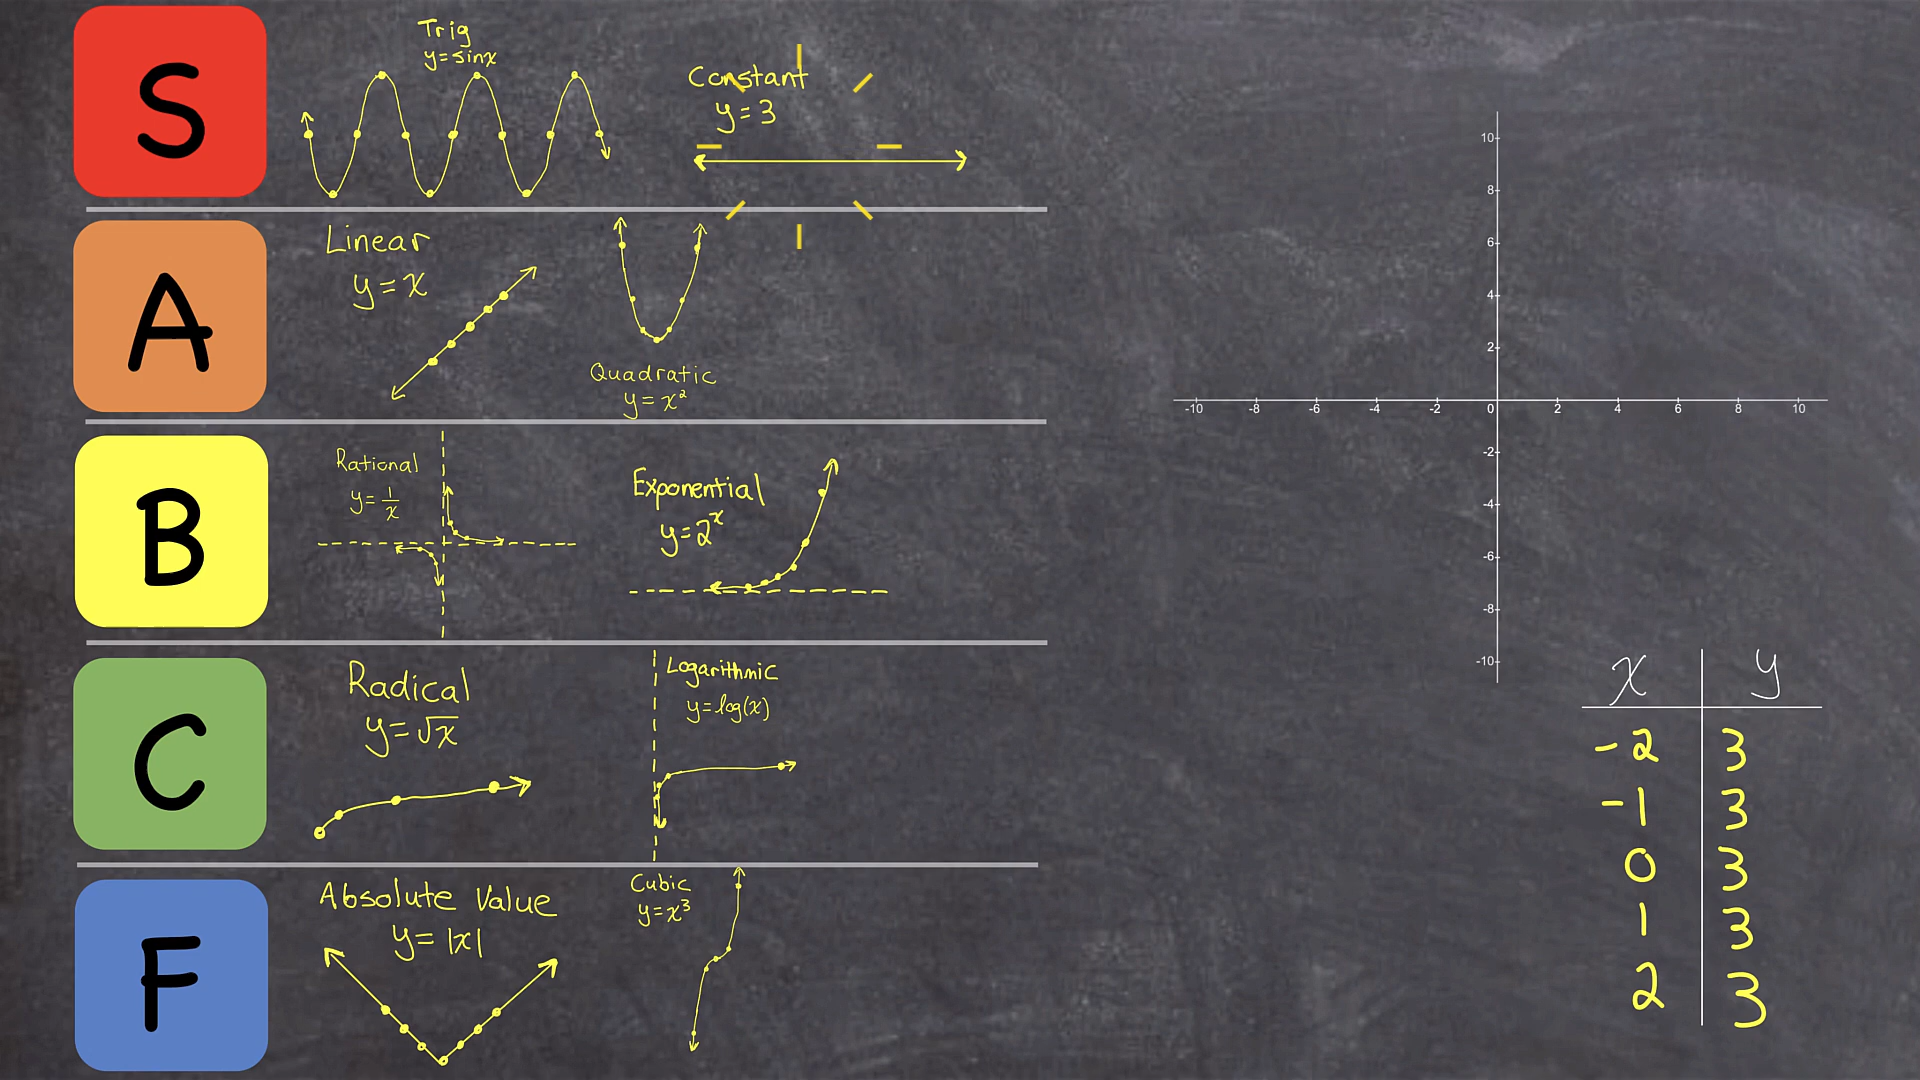 S
Trig
y=sinx
Constant
y=3
A
Linear
y=x
Quadratic
y=x²
B
Rational
y=1/x
Exponential
y=2ˣ
C
Radical
y=√x
Logarithmic
y=log(x)
F
Absolute Value
y=|x|
Cubic
y=x³
10
8
6
4
2
-10 -8 -6 -4 -2 0 2 4 6 8 10
-2
-4
-6
-8
-10
x y
-2 3
-1 3
0 3
1 3
2 3